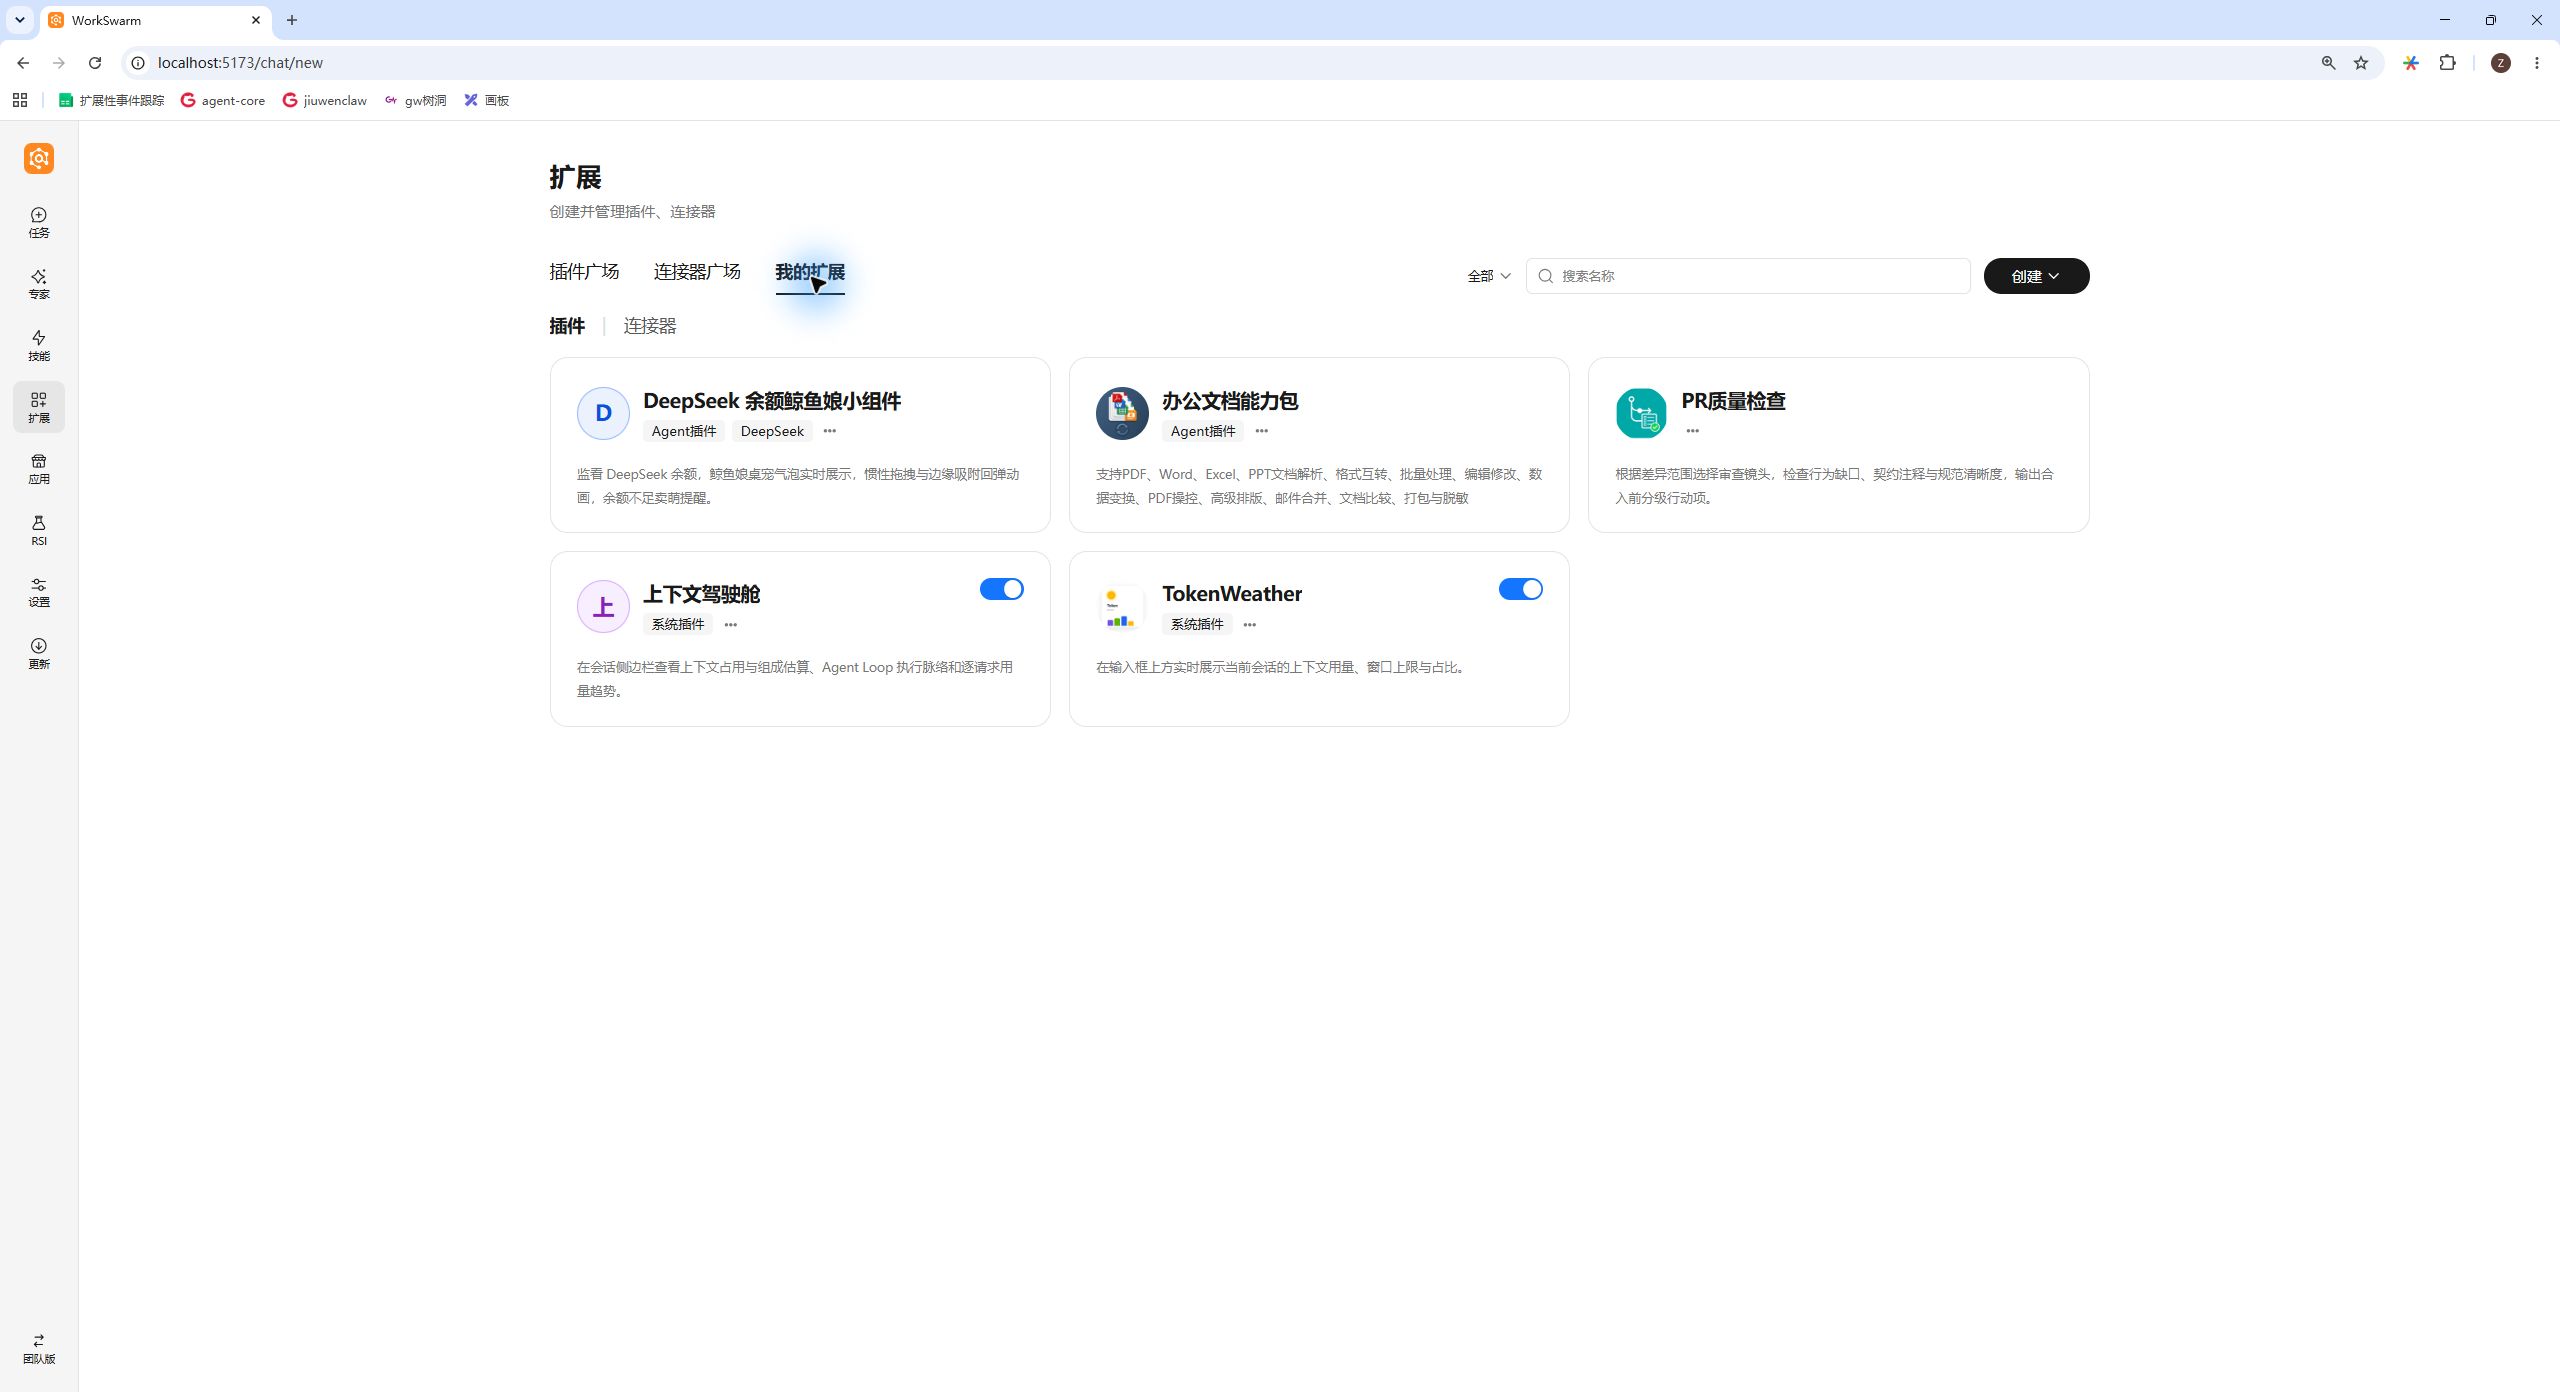 WorkSwarm
localhost:5173/chat/new
Z
扩展性事件跟踪
agent-core
jiuwenclaw
gw树洞
画板
任务
专家
技能
扩展
应用
RSI
设置
更新
团队版
扩展
创建并管理插件、连接器
插件广场
连接器广场
我的扩展
全部
搜索名称
创建
插件
连接器
D
DeepSeek 余额鲸鱼娘小组件
Agent插件
DeepSeek
监看 DeepSeek 余额，鲸鱼娘桌宠气泡实时展示，惯性拖拽与边缘吸附回弹动
画，余额不足卖萌提醒。
办公文档能力包
Agent插件
支持PDF、Word、Excel、PPT文档解析、格式互转、批量处理、编辑修改、数
据变换、PDF操控、高级排版、邮件合并、文档比较、打包与脱敏
PR质量检查
根据差异范围选择审查镜头，检查行为缺口、契约注释与规范清晰度，输出合
入前分级行动项。
上
上下文驾驶舱
系统插件
在会话侧边栏查看上下文占用与组成估算、Agent Loop 执行脉络和逐请求用
量趋势。
TokenWeather
系统插件
在输入框上方实时展示当前会话的上下文用量、窗口上限与占比。